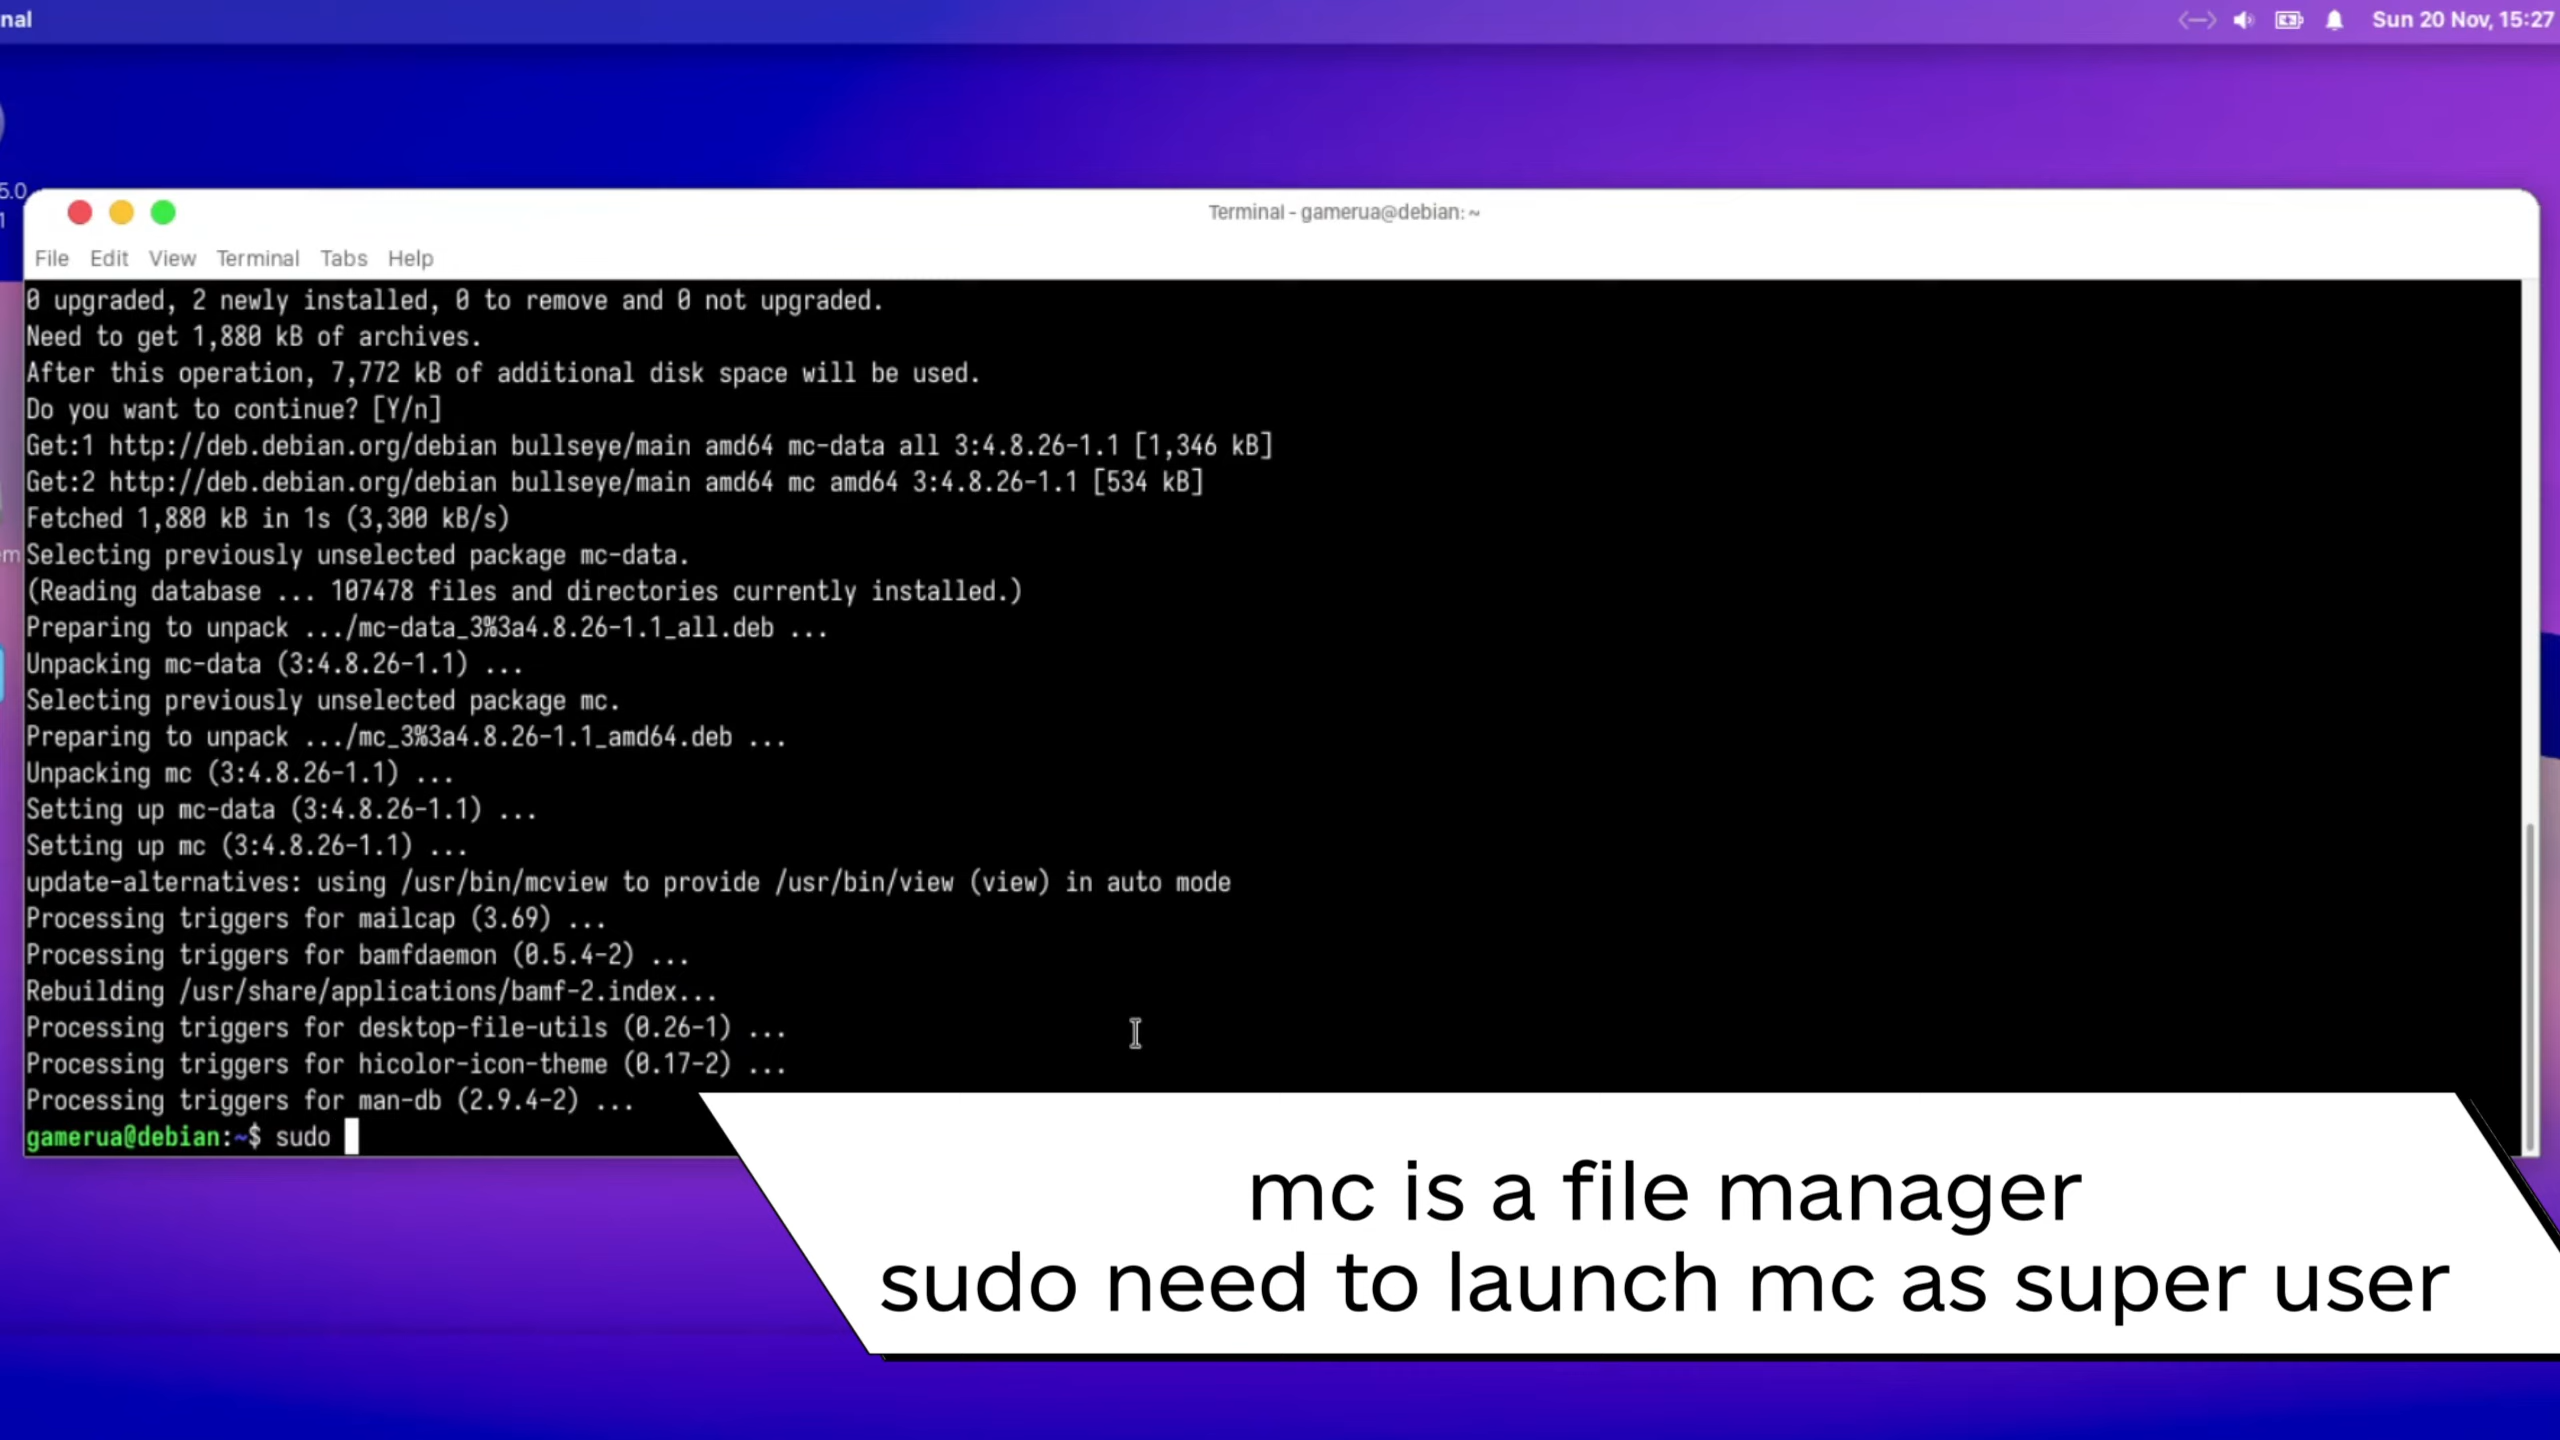 nal
Sun 20 Nov, 15:27
5.0
1
Terminal - gamerua@debian: ~
File Edit View Terminal Tabs Help
0 upgraded, 2 newly installed, 0 to remove and 0 not upgraded.
Need to get 1,880 kB of archives.
After this operation, 7,772 kB of additional disk space will be used.
Do you want to continue? [Y/n]
Get:1 http://deb.debian.org/debian bullseye/main amd64 mc-data all 3:4.8.26-1.1 [1,346 kB]
Get:2 http://deb.debian.org/debian bullseye/main amd64 mc amd64 3:4.8.26-1.1 [534 kB]
Fetched 1,880 kB in 1s (3,300 kB/s)
em
Selecting previously unselected package mc-data.
(Reading database ... 107478 files and directories currently installed.)
Preparing to unpack .../mc-data_3%3a4.8.26-1.1_all.deb ...
Unpacking mc-data (3:4.8.26-1.1) ...
Selecting previously unselected package mc.
Preparing to unpack .../mc_3%3a4.8.26-1.1_amd64.deb ...
Unpacking mc (3:4.8.26-1.1) ...
Setting up mc-data (3:4.8.26-1.1) ...
Setting up mc (3:4.8.26-1.1) ...
update-alternatives: using /usr/bin/mcview to provide /usr/bin/view (view) in auto mode
Processing triggers for mailcap (3.69) ...
Processing triggers for bamfdaemon (0.5.4-2) ...
Rebuilding /usr/share/applications/bamf-2.index...
Processing triggers for desktop-file-utils (0.26-1) ...
Processing triggers for hicolor-icon-theme (0.17-2) ...
Processing triggers for man-db (2.9.4-2) ...
gamerua@debian:~$ sudo
mc is a file manager
sudo need to launch mc as super user